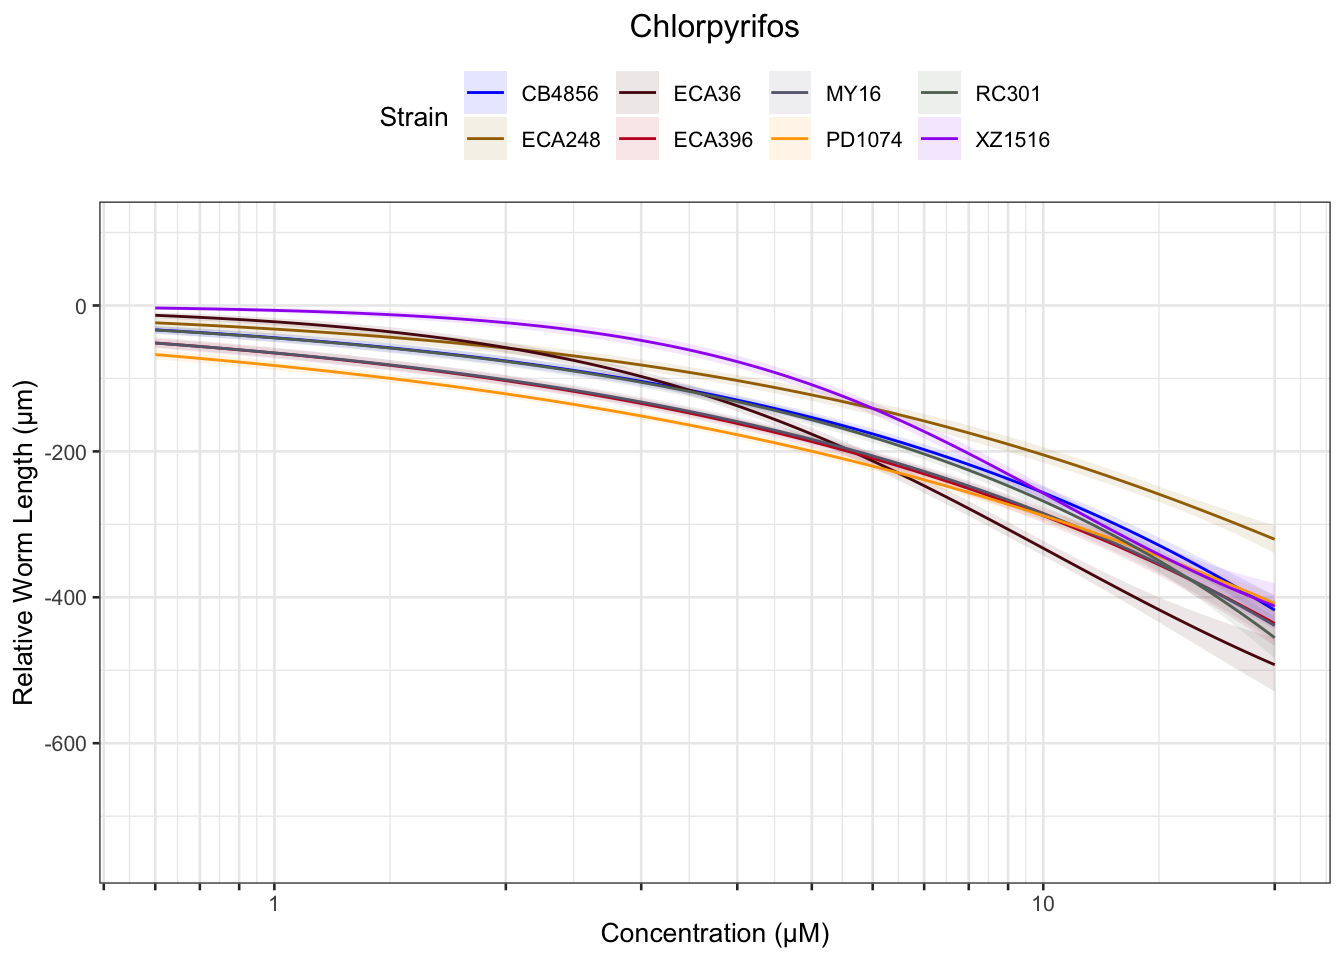 Chlorpyrifos
Strain
CB4856 ECA36 MY16 RC301
ECA248 ECA396 PD1074 XZ1516
0
-200
-400
-600
Relative Worm Length (µm)
1 10
Concentration (µM)